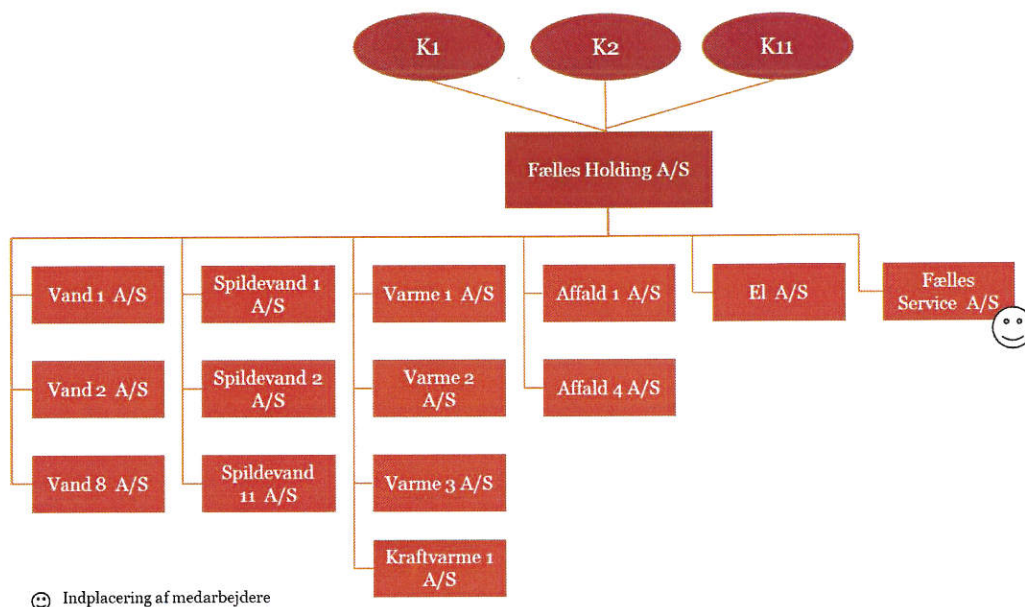 K1
K2
K11
Fælles Holding A/S
Vand 1 A/S
Spildevand 1
A/S
Varme 1 A/S
Affald 1 A/S
El A/S
Fælles
Service A/S
Vand 2 A/S
Spildevand 2
A/S
Varme 2
A/S
Affald 4 A/S
Vand 8 A/S
Spildevand
11 A/S
Varme 3 A/S
Kraftvarme 1
A/S
Indplacering af medarbejdere